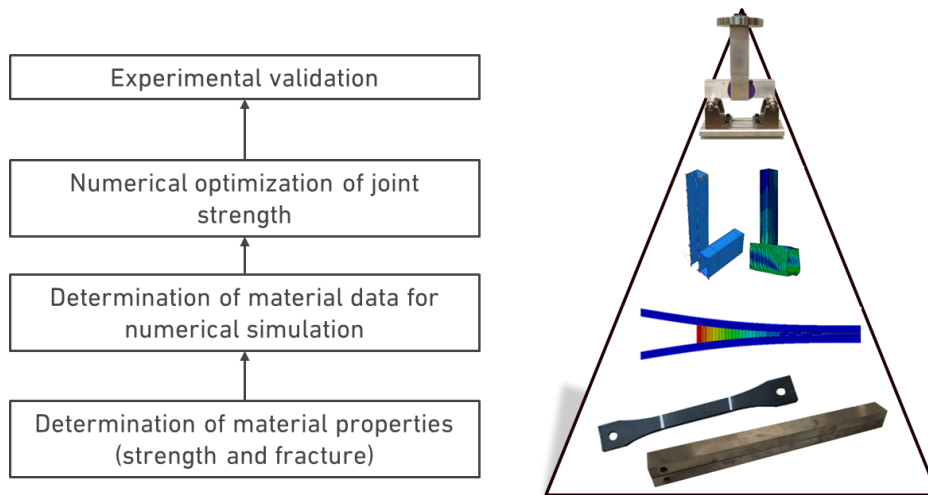 Experimental validation
Numerical optimization of joint
strength
Determination of material data for
numerical simulation
Determination of material properties
(strength and fracture)